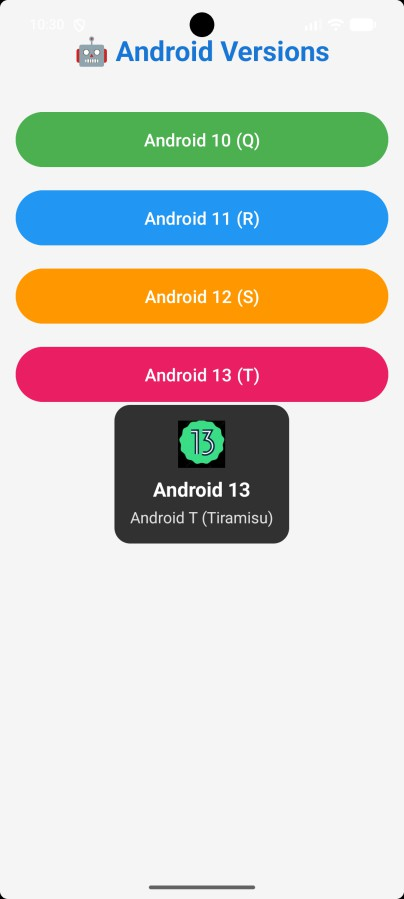 10:30
Android Versions
Android 10 (Q)
Android 11 (R)
Android 12 (S)
Android 13 (T)
13
Android 13
Android T (Tiramisu)